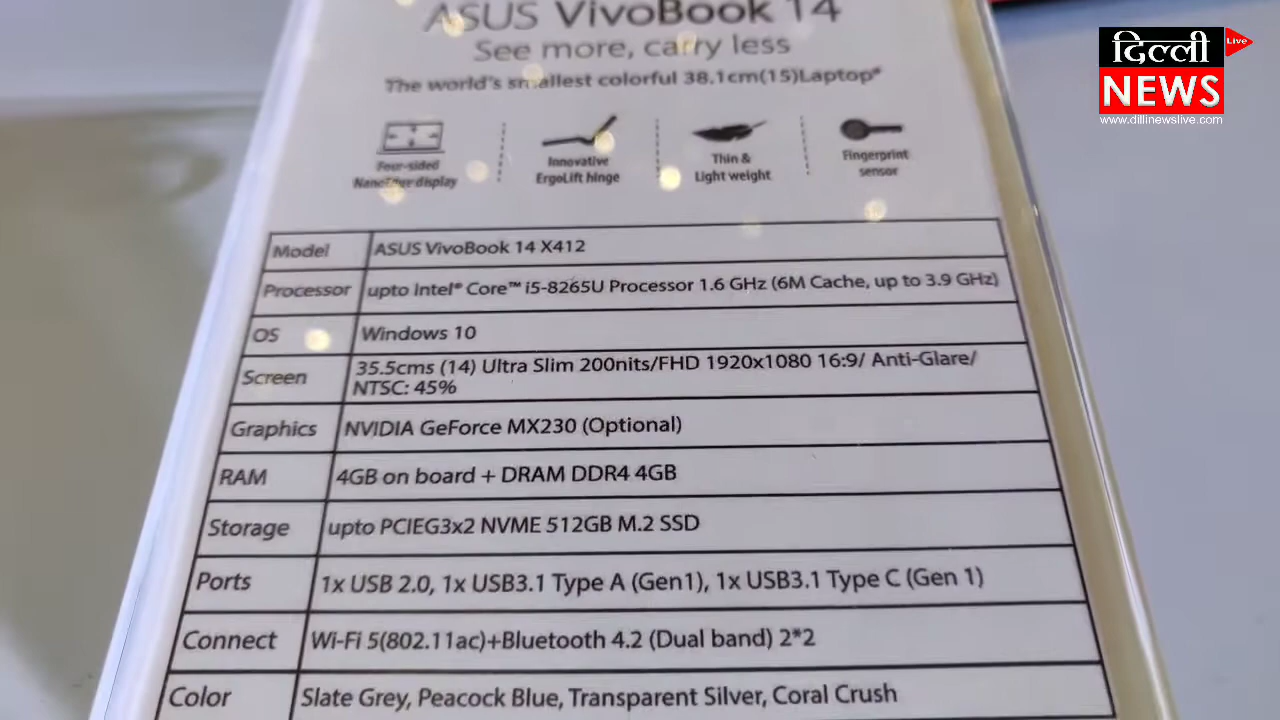 ASUS VivoBook 14
See more, carry less
The world's smallest colorful 38.1cm(15)Laptop*
Four-sided
NanoEdge display
Innovative
ErgoLift hinge
Thin &
Light weight
Fingerprint
sensor
Model ASUS VivoBook 14 X412
Processor upto Intel® Core™ i5-8265U Processor 1.6 GHz (6M Cache, up to 3.9 GHz)
OS Windows 10
Screen 35.5cms (14) Ultra Slim 200nits/FHD 1920x1080 16:9/ Anti-Glare/
NTSC: 45%
Graphics NVIDIA GeForce MX230 (Optional)
RAM 4GB on board + DRAM DDR4 4GB
Storage upto PCIEG3x2 NVME 512GB M.2 SSD
Ports 1x USB 2.0, 1x USB3.1 Type A (Gen1), 1x USB3.1 Type C (Gen 1)
Connect Wi-Fi 5(802.11ac)+Bluetooth 4.2 (Dual band) 2*2
Color Slate Grey, Peacock Blue, Transparent Silver, Coral Crush
दिल्ली Live
NEWS
www.dillinewslive.com